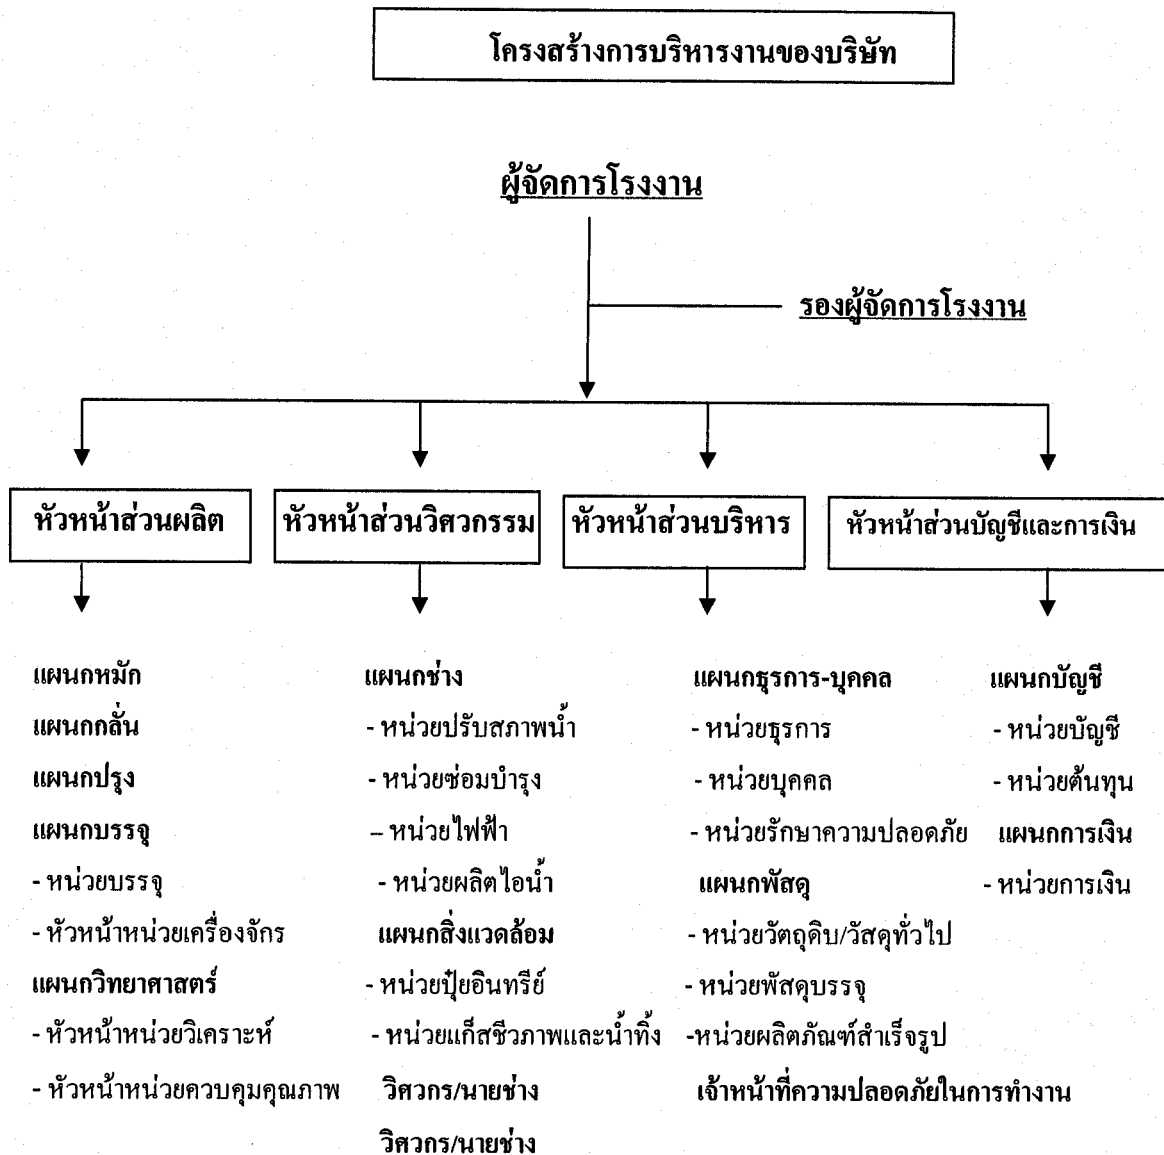 โครงสร้างการบริหารงานของบริษัท
ผู้จัดการโรงงาน
รองผู้จัดการโรงงาน
หัวหน้าส่วนผลิต
หัวหน้าส่วนวิศวกรรม
หัวหน้าส่วนบริหาร
หัวหน้าส่วนบัญชีและการเงิน
แผนกหมัก
แผนกกลั่น
แผนกปรุง
แผนกบรรจุ
- หน่วยบรรจุ
- หัวหน้าหน่วยเครื่องจักร
แผนกวิทยาศาสตร์
- หัวหน้าหน่วยวิเคราะห์
- หัวหน้าหน่วยควบคุมคุณภาพ
แผนกช่าง
- หน่วยปรับสภาพน้ำ
- หน่วยซ่อมบำรุง
– หน่วยไฟฟ้า
- หน่วยผลิตไอน้ำ
แผนกสิ่งแวดล้อม
- หน่วยปุ๋ยอินทรีย์
- หน่วยแก็สชีวภาพและน้ำทิ้ง
วิศวกร/นายช่าง
วิศวกร/นายช่าง
แผนกธุรการ-บุคคล
- หน่วยธุรการ
- หน่วยบุคคล
- หน่วยรักษาความปลอดภัย
แผนกพัสดุ
- หน่วยวัตถุดิบ/วัสดุทั่วไป
- หน่วยพัสดุบรรจุ
-หน่วยผลิตภัณฑ์สำเร็จรูป
เจ้าหน้าที่ความปลอดภัยในการทำงาน
แผนกบัญชี
- หน่วยบัญชี
- หน่วยต้นทุน
แผนกการเงิน
- หน่วยการเงิน